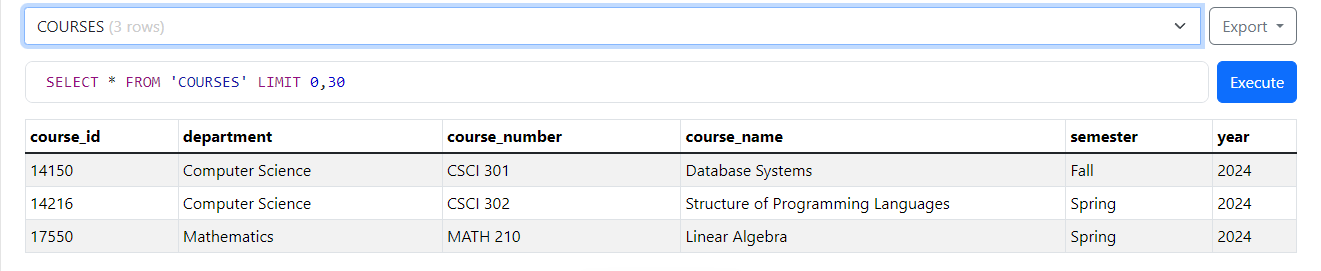 COURSES (3 rows) Export
SELECT * FROM 'COURSES' LIMIT 0,30 Execute
course_id department course_number course_name semester year
14150 Computer Science CSCI 301 Database Systems Fall 2024
14216 Computer Science CSCI 302 Structure of Programming Languages Spring 2024
17550 Mathematics MATH 210 Linear Algebra Spring 2024